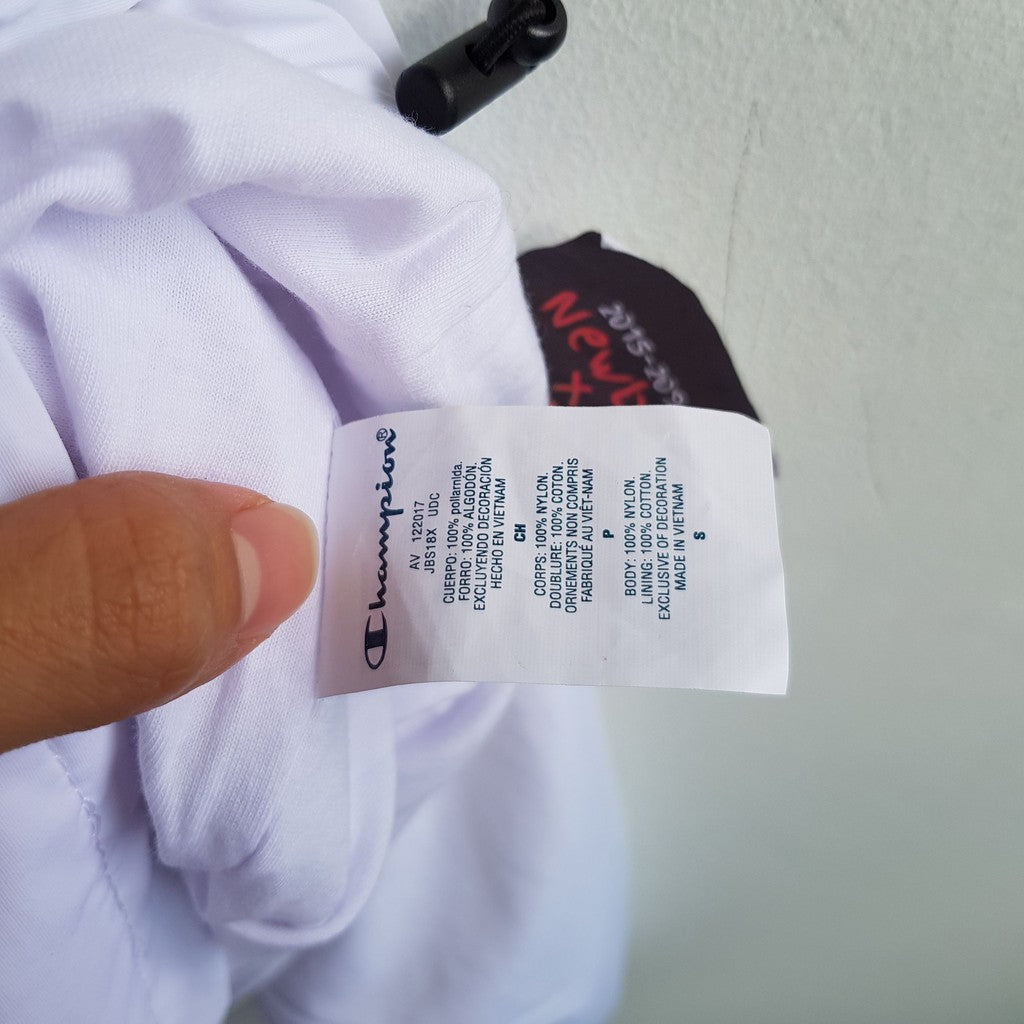 Champion®
AV 122017
JBS18X UDC
CUERPO: 100% poliamida.
FORRO: 100% ALGODÓN.
EXCLUYENDO DECORACIÓN
HECHO EN VIETNAM
CH
CORPS: 100% NYLON.
DOUBLURE: 100% COTON.
ORNEMENTS NON COMPRIS
FABRIQUÉ AU VIÊT-NAM
P
BODY: 100% NYLON.
LINING: 100% COTTON.
EXCLUSIVE OF DECORATION
MADE IN VIETNAM
S